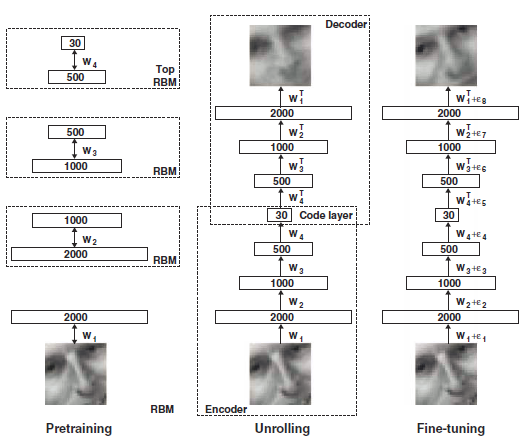 30
W4
500
Top
RBM
500
W3
1000
RBM
1000
W2
2000
RBM
2000
W1
RBM
Pretraining
Decoder
W1T
2000
W2T
1000
W3T
500
W4T
30 Code layer
W4
500
W3
1000
W2
2000
W1
Encoder
Unrolling
W1T+ε8
2000
W2T+ε7
1000
W3T+ε6
500
W4T+ε5
30
W4+ε4
500
W3+ε3
1000
W2+ε2
2000
W1+ε1
Fine-tuning